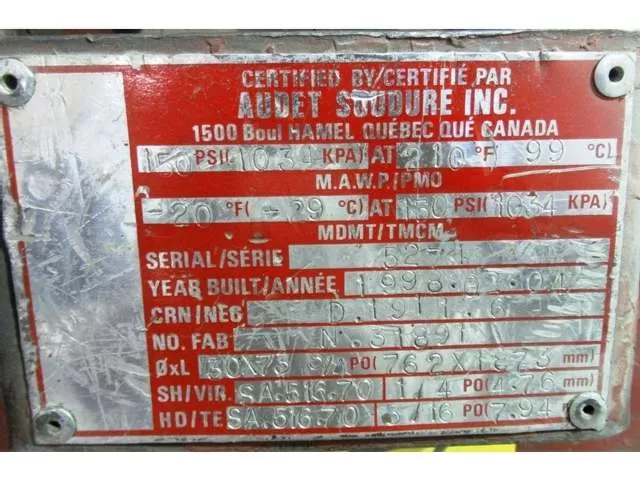 CERTIFIED BY/CERTIFIÉ PAR
AUDET SOUDURE INC.
1500 Boul HAMEL QUÉBEC QUÉ CANADA
150 PSI( 1034 KPA) AT 210 °F 99 °C)
M.A.W.P./PMO
-20 °F( -29 °C) AT 150 PSI( 1034 KPA)
MDMT/TMCM
SERIAL/SÉRIE 5274
YEAR BUILT/ANNÉE 1998.
CRN/NEC D.1911.6
NO. FAB N.
ØxL PO( 762X1873 mm)
SH/VIR. SA.516.70 1/4 PO( 4.76 mm)
HD/TE SA.516.70 5/16 PO( 7.94